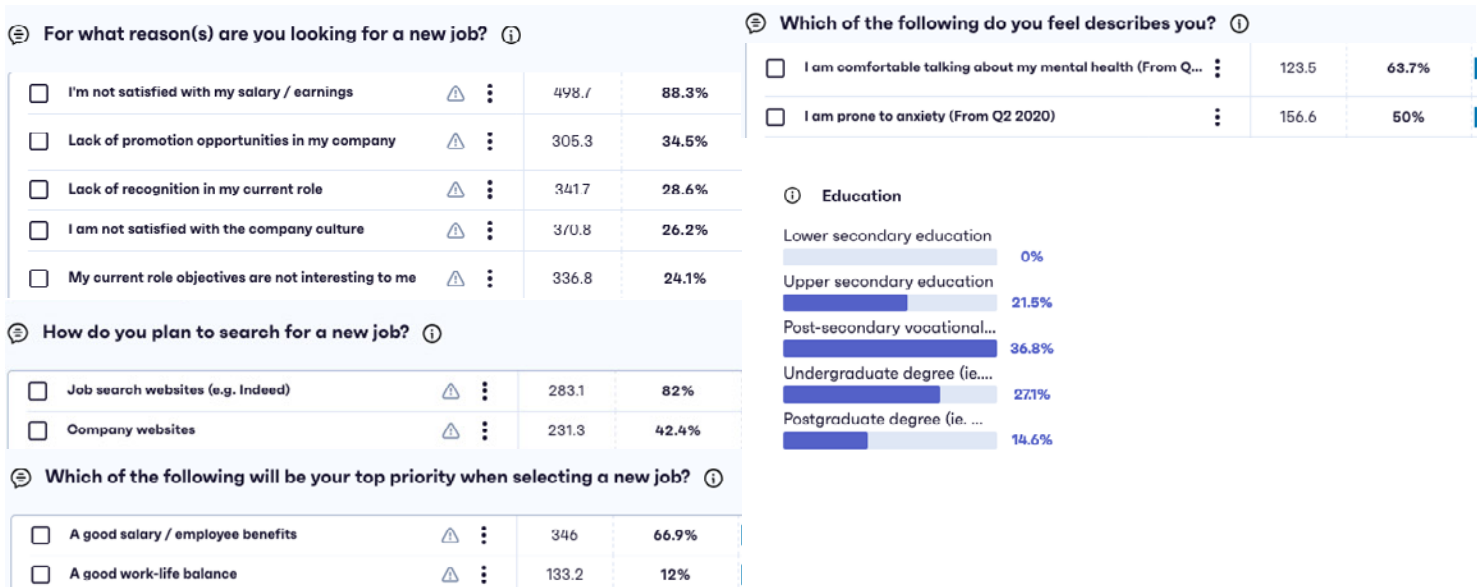 For what reason(s) are you looking for a new job?
I'm not satisfied with my salary / earnings 498.7 88.3%
Lack of promotion opportunities in my company 305.3 34.5%
Lack of recognition in my current role 341.7 28.6%
I am not satisfied with the company culture 370.8 26.2%
My current role objectives are not interesting to me 336.8 24.1%
How do you plan to search for a new job?
Job search websites (e.g. Indeed) 283.1 82%
Company websites 231.3 42.4%
Which of the following will be your top priority when selecting a new job?
A good salary / employee benefits 346 66.9%
A good work-life balance 133.2 12%
Which of the following do you feel describes you?
I am comfortable talking about my mental health (From Q... 123.5 63.7%
I am prone to anxiety (From Q2 2020) 156.6 50%
Education
Lower secondary education
0%
Upper secondary education
21.5%
Post-secondary vocational...
36.8%
Undergraduate degree (ie....
27.1%
Postgraduate degree (ie. ...
14.6%